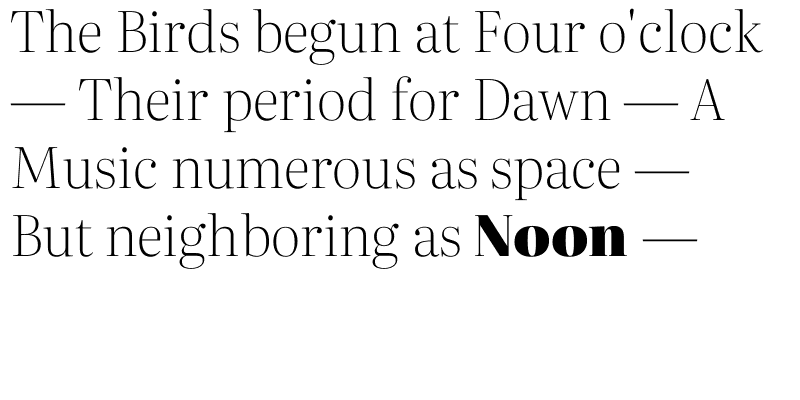 The Birds begun at Four o'clock
— Their period for Dawn — A
Music numerous as space —
But neighboring as Noon —